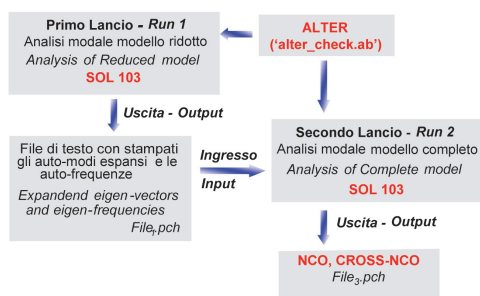 Primo Lancio - Run 1
Analisi modale modello ridotto
Analysis of Reduced model
SOL 103
ALTER
('alter_check.ab')
Uscita - Output
File di testo con stampati
gli auto-modi espansi e le
auto-frequenze
Expandend eigen-vectors
and eigen-frequencies
File1.pch
Ingresso
Input
Secondo Lancio - Run 2
Analisi modale modello completo
Analysis of Complete model
SOL 103
Uscita - Output
NCO, CROSS-NCO
File3.pch